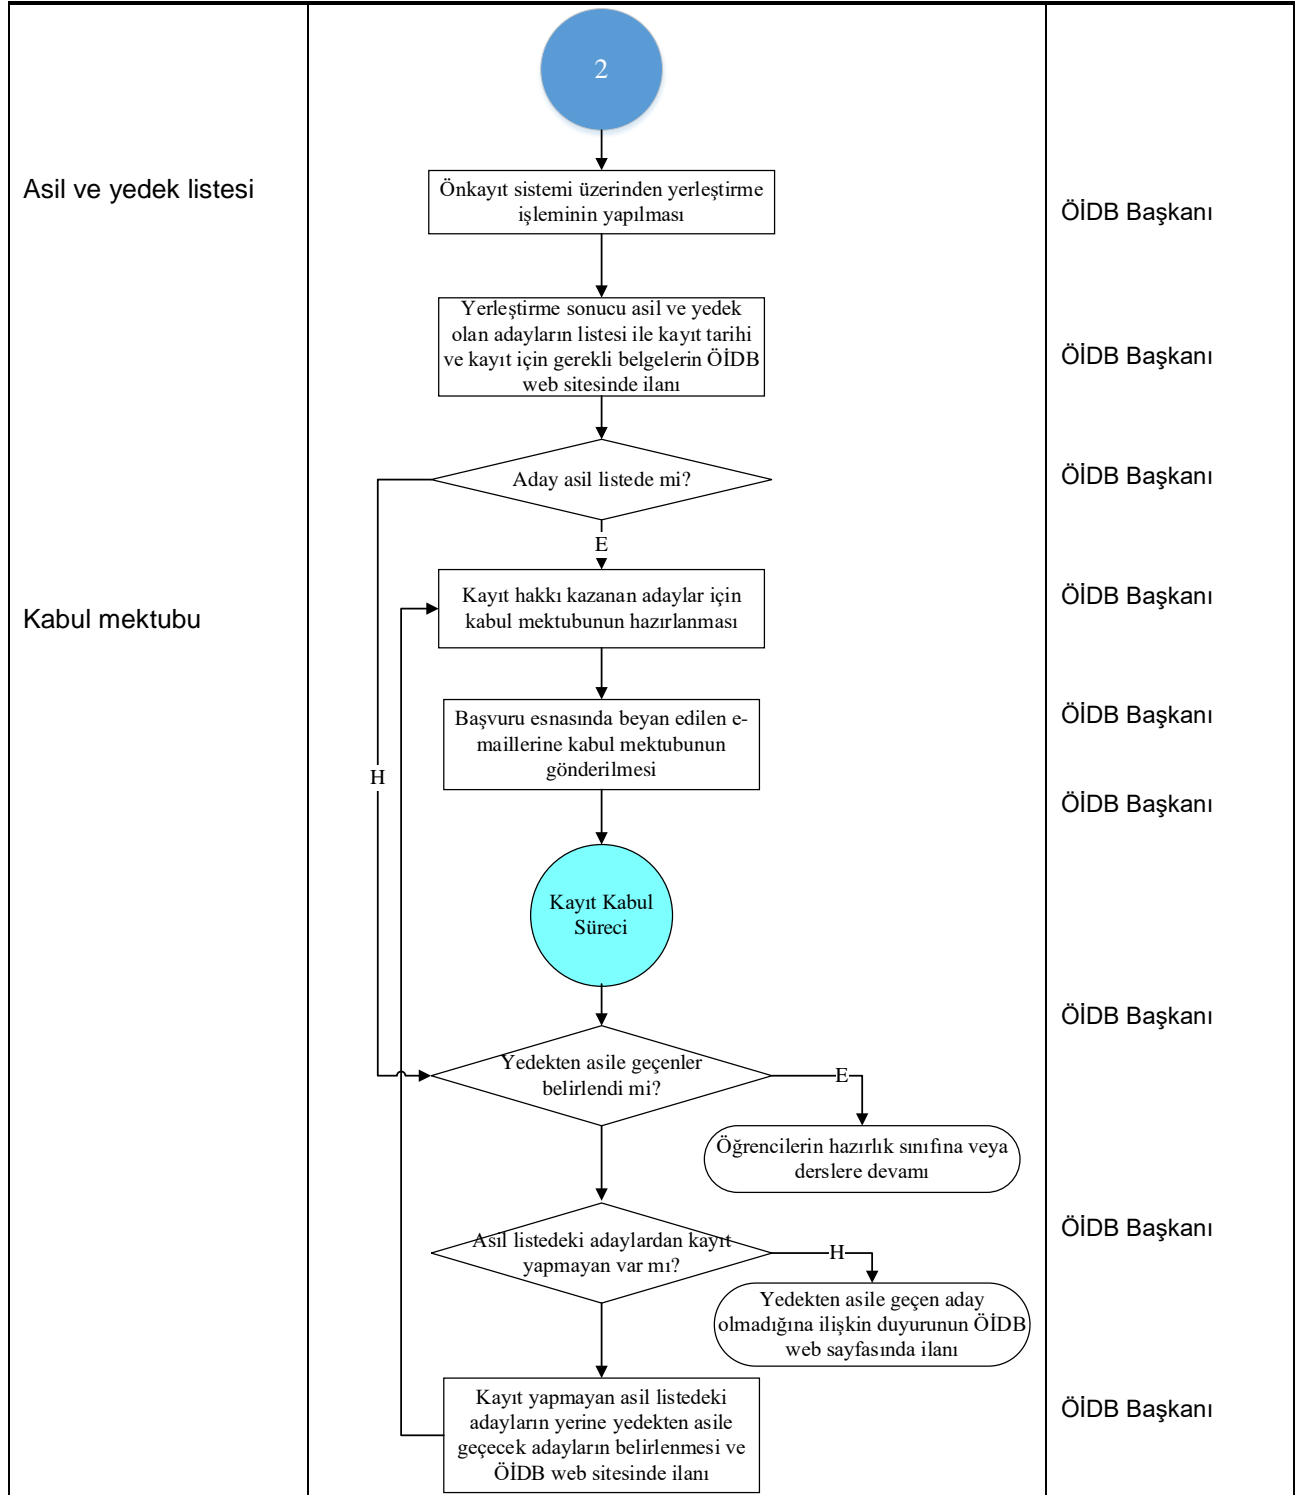 2
Asil ve yedek listesi
Önkayıt sistemi üzerinden yerleştirme
işleminin yapılması
ÖİDB Başkanı
Yerleştirme sonucu asil ve yedek
olan adayların listesi ile kayıt tarihi
ve kayıt için gerekli belgelerin ÖİDB
web sitesinde ilanı
ÖİDB Başkanı
Aday asil listede mi?
ÖİDB Başkanı
E
Kabul mektubu
Kayıt hakkı kazanan adaylar için
kabul mektubunun hazırlanması
ÖİDB Başkanı
Başvuru esnasında beyan edilen e-
maillerine kabul mektubunun
gönderilmesi
ÖİDB Başkanı
H
ÖİDB Başkanı
Kayıt Kabul
Süreci
ÖİDB Başkanı
Yedekten asile geçenler
belirlendi mi?
E
Öğrencilerin hazırlık sınıfına veya
derslere devamı
Asil listedeki adaylardan kayıt
yapmayan var mı?
ÖİDB Başkanı
H
Yedekten asile geçen aday
olmadığına ilişkin duyurunun ÖİDB
web sayfasında ilanı
Kayıt yapmayan asil listedeki
adayların yerine yedekten asile
geçecek adayların belirlenmesi ve
ÖİDB web sitesinde ilanı
ÖİDB Başkanı